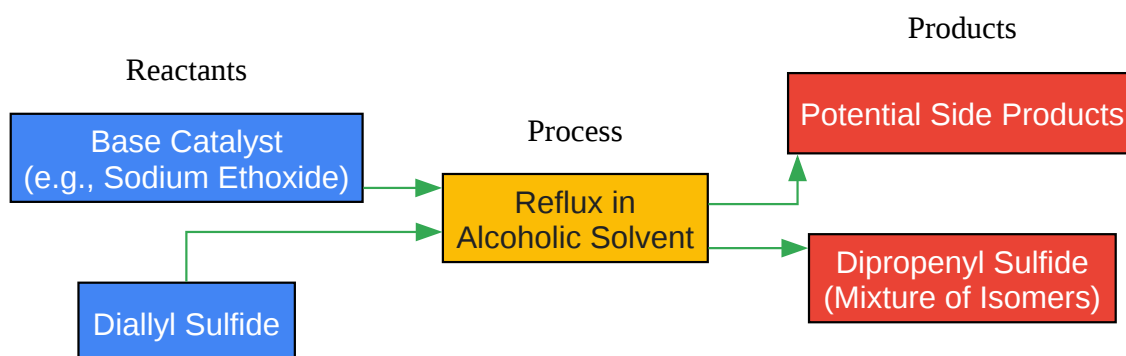 Reactants
Base Catalyst
(e.g., Sodium Ethoxide)
Diallyl Sulfide
Process
Reflux in
Alcoholic Solvent
Products
Potential Side Products
Dipropenyl Sulfide
(Mixture of Isomers)